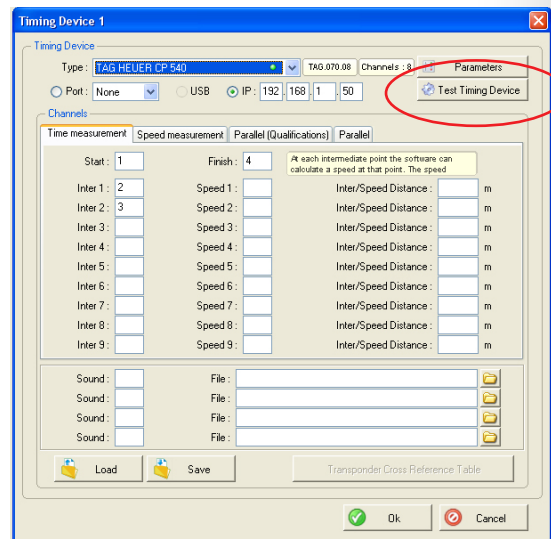 Timing Device 1
Timing Device
Type : TAG HEUER CP 540 TAG.070.08 Channels : 8 Parameters
Port : None USB IP : 192 . 168 . 1 . 50 Test Timing Device
Channels
Time measurement Speed measurement Parallel (Qualifications) Parallel
Start : 1 Finish : 4 At each intermediate point the software can
calculate a speed at that point. The speed
Inter 1 : 2 Speed 1 : Inter/Speed Distance : m
Inter 2 : 3 Speed 2 : Inter/Speed Distance : m
Inter 3 : Speed 3 : Inter/Speed Distance : m
Inter 4 : Speed 4 : Inter/Speed Distance : m
Inter 5 : Speed 5 : Inter/Speed Distance : m
Inter 6 : Speed 6 : Inter/Speed Distance : m
Inter 7 : Speed 7 : Inter/Speed Distance : m
Inter 8 : Speed 8 : Inter/Speed Distance : m
Inter 9 : Speed 9 : Inter/Speed Distance : m
Sound : File :
Sound : File :
Sound : File :
Sound : File :
Load Save Transponder Cross Reference Table
Ok Cancel